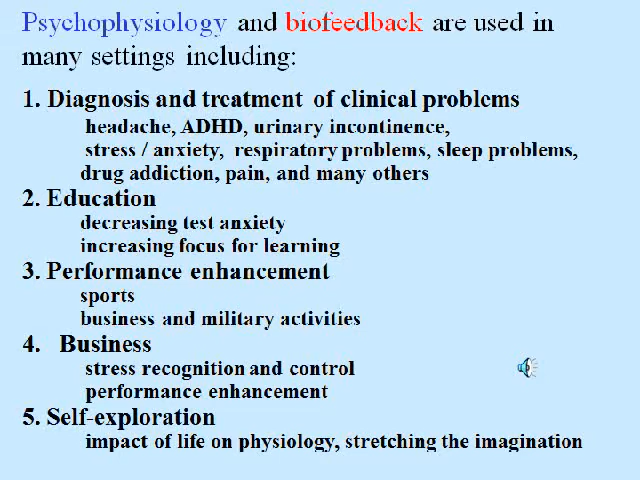 Psychophysiology and biofeedback are used in
many settings including:
1. Diagnosis and treatment of clinical problems
headache, ADHD, urinary incontinence,
stress / anxiety, respiratory problems, sleep problems,
drug addiction, pain, and many others
2. Education
decreasing test anxiety
increasing focus for learning
3. Performance enhancement
sports
business and military activities
4. Business
stress recognition and control
performance enhancement
5. Self-exploration
impact of life on physiology, stretching the imagination